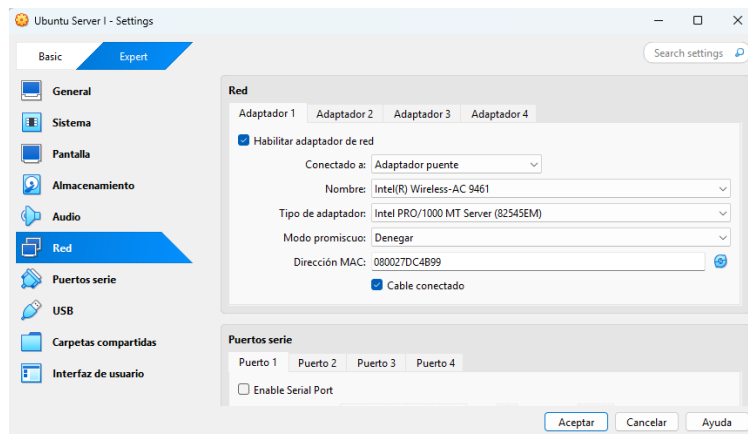 Ubuntu Server I - Settings
Basic Expert Search settings
General
Sistema
Pantalla
Almacenamiento
Audio
Red
Puertos serie
USB
Carpetas compartidas
Interfaz de usuario
Red
Adaptador 1 Adaptador 2 Adaptador 3 Adaptador 4
Habilitar adaptador de red
Conectado a: Adaptador puente
Nombre: Intel(R) Wireless-AC 9461
Tipo de adaptador: Intel PRO/1000 MT Server (82545EM)
Modo promiscuo: Denegar
Dirección MAC: 080027DC4B99
Cable conectado
Puertos serie
Puerto 1 Puerto 2 Puerto 3 Puerto 4
Enable Serial Port
Aceptar Cancelar Ayuda